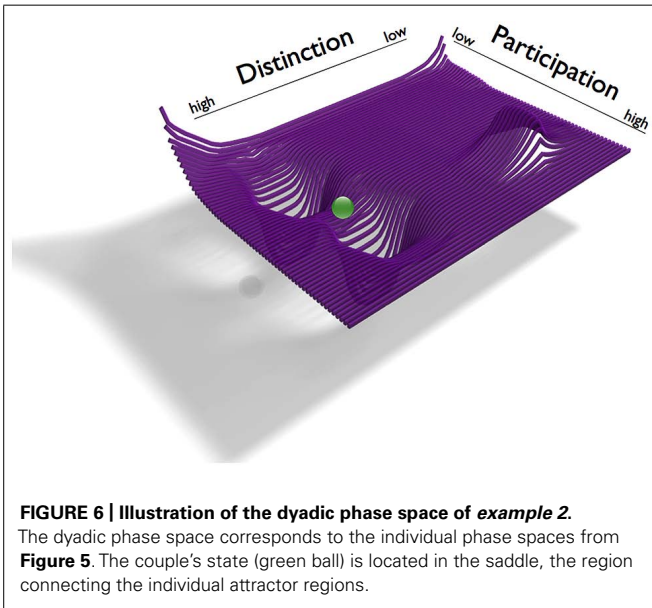 Distinction
low
high
low
Participation
high
FIGURE 6 | Illustration of the dyadic phase space of example 2.
The dyadic phase space corresponds to the individual phase spaces from
Figure 5. The couple's state (green ball) is located in the saddle, the region
connecting the individual attractor regions.